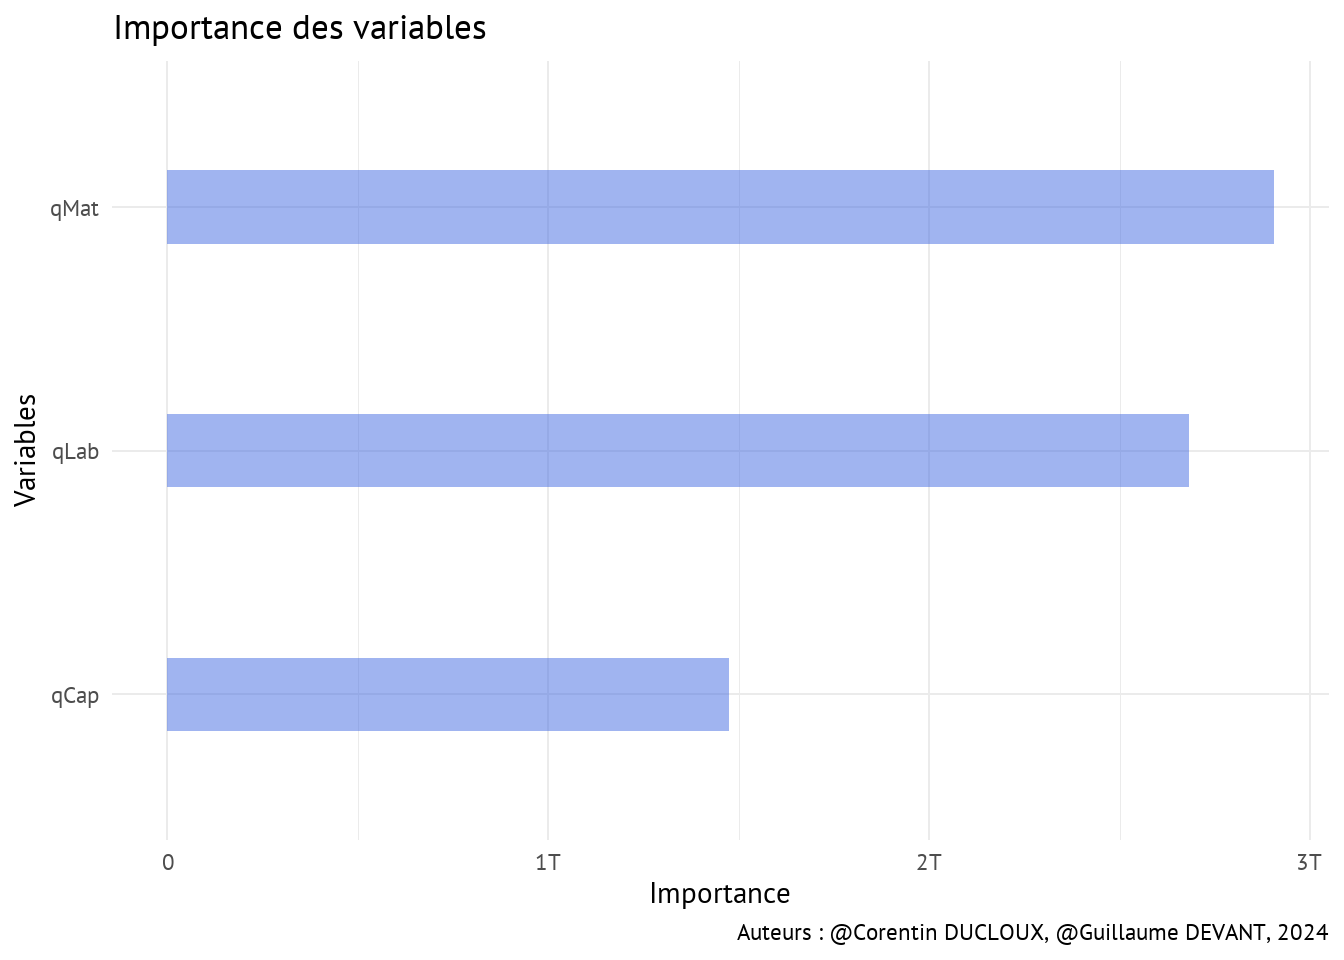 Importance des variables
qMat
qLab
qCap
Variables
0 1T 2T 3T
Importance
Auteurs : @Corentin DUCLOUX, @Guillaume DEVANT, 2024